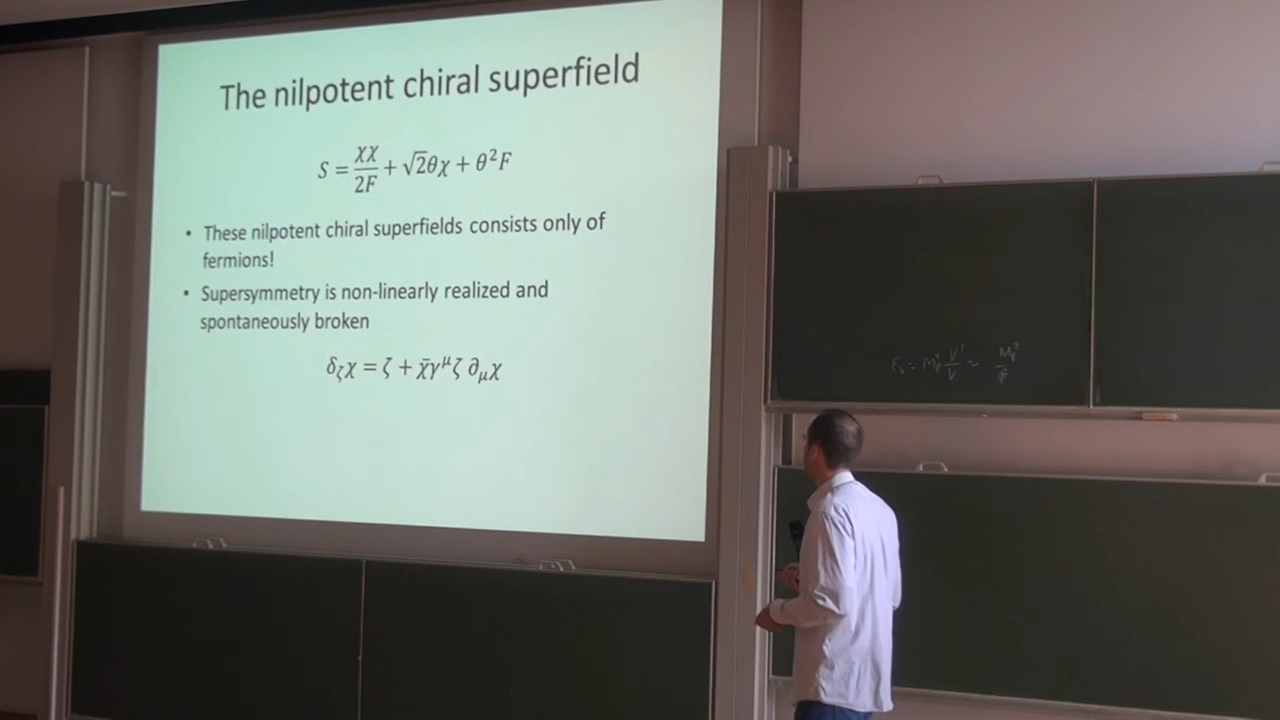 The nilpotent chiral superfield
S = χχ/2F + √2θχ + θ²F
• These nilpotent chiral superfields consists only of
fermions!
• Supersymmetry is non-linearly realized and
spontaneously broken
δ_ζχ = ζ + χ̄γ^μζ ∂_μχ